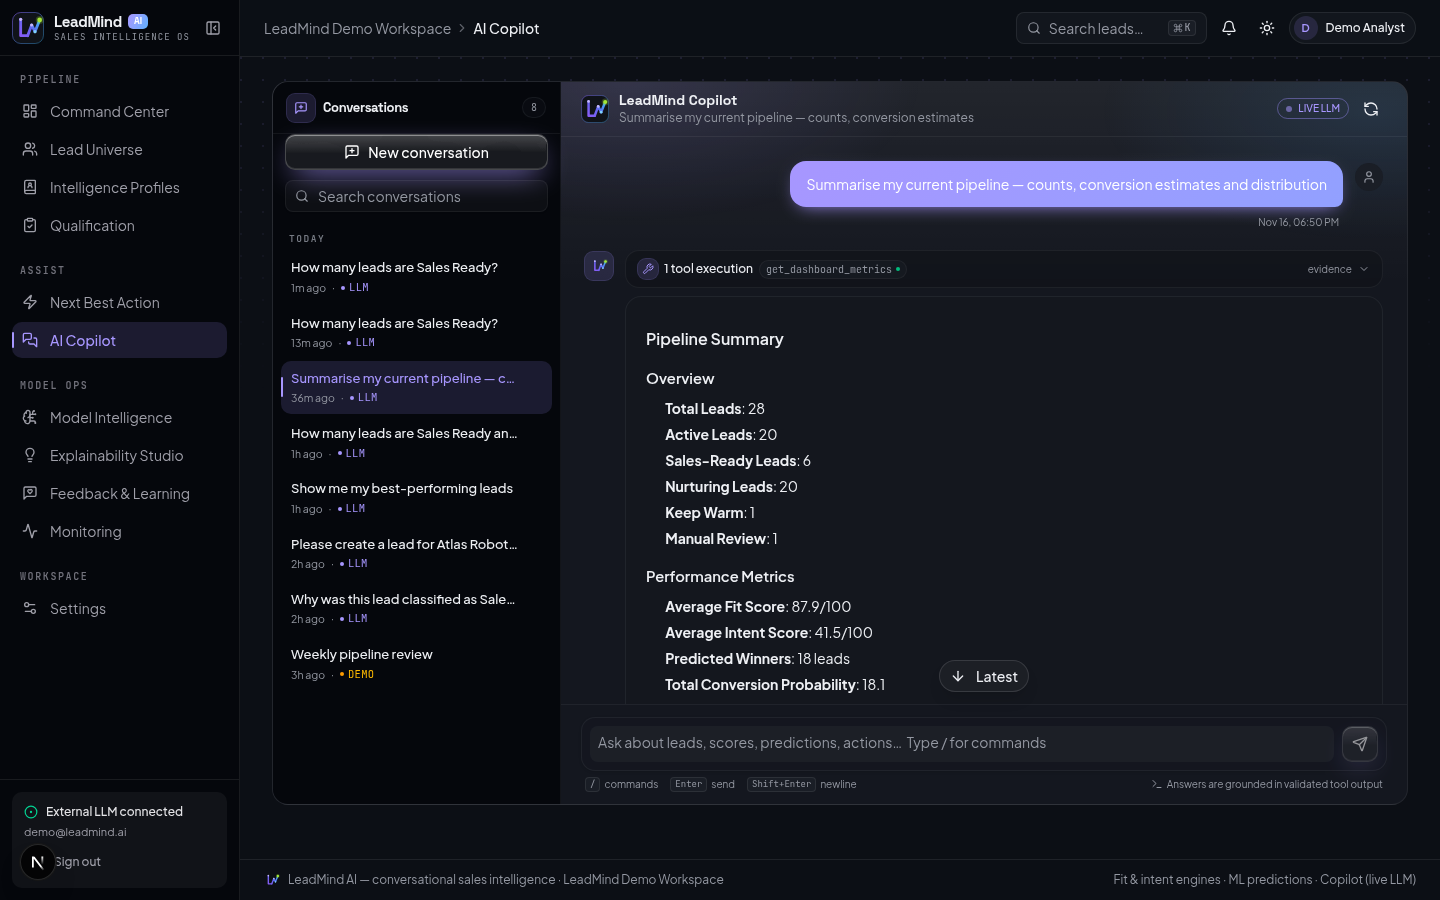 LeadMind AI
SALES INTELLIGENCE OS
PIPELINE
Command Center
Lead Universe
Intelligence Profiles
Qualification
ASSIST
Next Best Action
AI Copilot
MODEL OPS
Model Intelligence
Explainability Studio
Feedback & Learning
Monitoring
WORKSPACE
Settings
External LLM connected
demo@leadmind.ai
N Sign out
LeadMind Demo Workspace > AI Copilot
Search leads... ⌘K
D Demo Analyst
Conversations 8
New conversation
Search conversations
TODAY
How many leads are Sales Ready?
1m ago · • LLM
How many leads are Sales Ready?
13m ago · • LLM
Summarise my current pipeline — c...
36m ago · • LLM
How many leads are Sales Ready an...
1h ago · • LLM
Show me my best-performing leads
1h ago · • LLM
Please create a lead for Atlas Robot...
2h ago · • LLM
Why was this lead classified as Sale...
2h ago · • LLM
Weekly pipeline review
3h ago · • DEMO
LeadMind Copilot
Summarise my current pipeline — counts, conversion estimates
LIVE LLM
Summarise my current pipeline — counts, conversion estimates and distribution
Nov 16, 06:50 PM
1 tool execution get_dashboard_metrics evidence
Pipeline Summary
Overview
Total Leads: 28
Active Leads: 20
Sales-Ready Leads: 6
Nurturing Leads: 20
Keep Warm: 1
Manual Review: 1
Performance Metrics
Average Fit Score: 87.9/100
Average Intent Score: 41.5/100
Predicted Winners: 18 leads
Total Conversion Probability: 18.1
Latest
Ask about leads, scores, predictions, actions... Type / for commands
/ commands Enter send Shift+Enter newline
Answers are grounded in validated tool output
LeadMind AI — conversational sales intelligence · LeadMind Demo Workspace
Fit & intent engines · ML predictions · Copilot (live LLM)